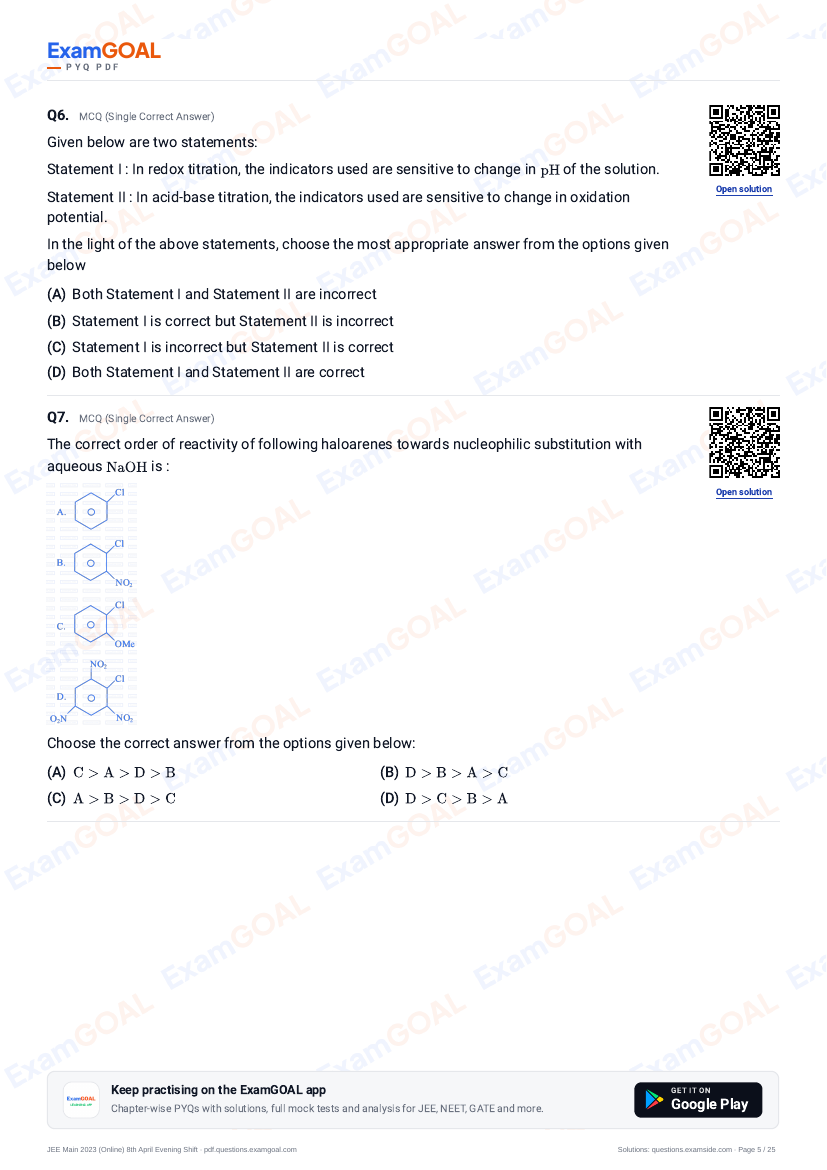 ExamGOAL
PYQ PDF
Q6. MCQ (Single Correct Answer)
Given below are two statements:
Statement I : In redox titration, the indicators used are sensitive to change in pH of the solution.
Statement II : In acid-base titration, the indicators used are sensitive to change in oxidation
potential.
In the light of the above statements, choose the most appropriate answer from the options given
below
(A) Both Statement I and Statement II are incorrect
(B) Statement I is correct but Statement II is incorrect
(C) Statement I is incorrect but Statement II is correct
(D) Both Statement I and Statement II are correct
Open solution
Q7. MCQ (Single Correct Answer)
The correct order of reactivity of following haloarenes towards nucleophilic substitution with
aqueous NaOH is :
Open solution
A. Cl
B. Cl
NO₂
C. Cl
OMe
NO₂
D. Cl
O₂N NO₂
Choose the correct answer from the options given below:
(A) C > A > D > B (B) D > B > A > C
(C) A > B > D > C (D) D > C > B > A
ExamGOAL
Keep practising on the ExamGOAL app
Chapter-wise PYQs with solutions, full mock tests and analysis for JEE, NEET, GATE and more.
GET IT ON
Google Play
JEE Main 2023 (Online) 8th April Evening Shift · pdf.questions.examgoal.com Solutions: questions.examside.com · Page 5 / 25